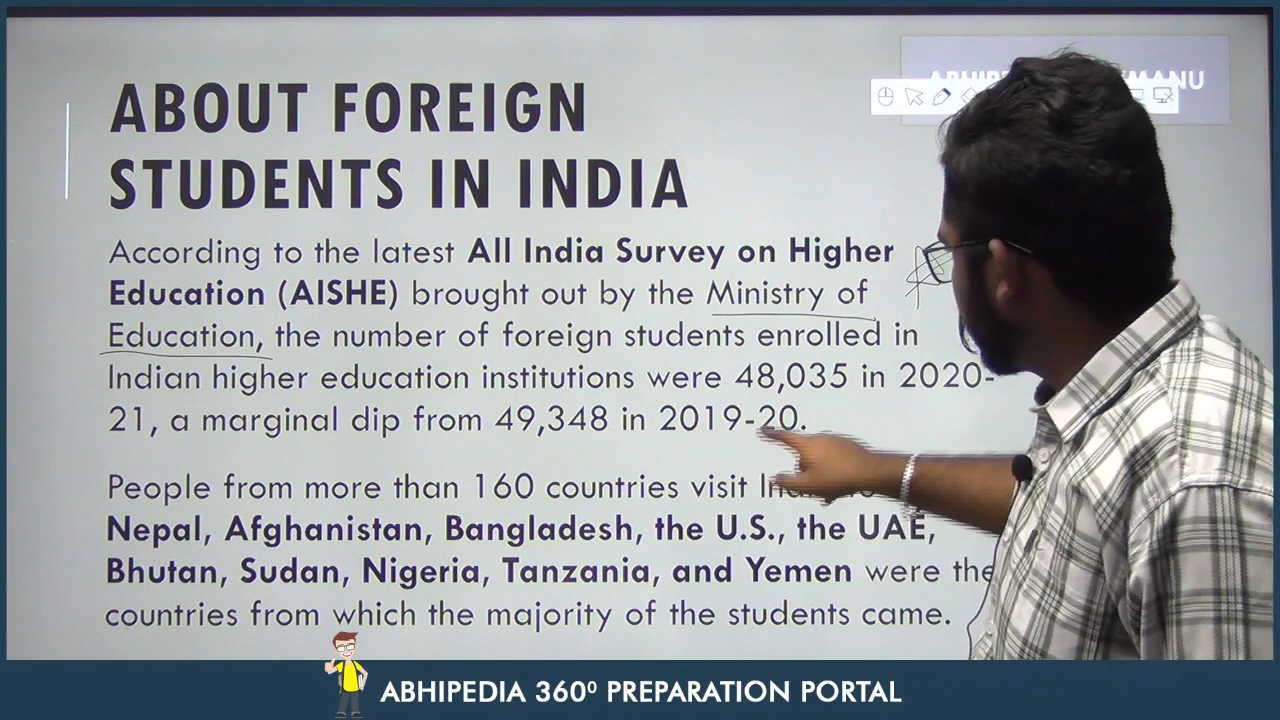 MANU
ABOUT FOREIGN
STUDENTS IN INDIA
According to the latest All India Survey on Higher
Education (AISHE) brought out by the Ministry of
Education, the number of foreign students enrolled in
Indian higher education institutions were 48,035 in 2020-
21, a marginal dip from 49,348 in 2019-20.
People from more than 160 countries visit
Nepal, Afghanistan, Bangladesh, the U.S., the UAE,
Bhutan, Sudan, Nigeria, Tanzania, and Yemen were the
countries from which the majority of the students came.
ABHIPEDIA 360⁰ PREPARATION PORTAL